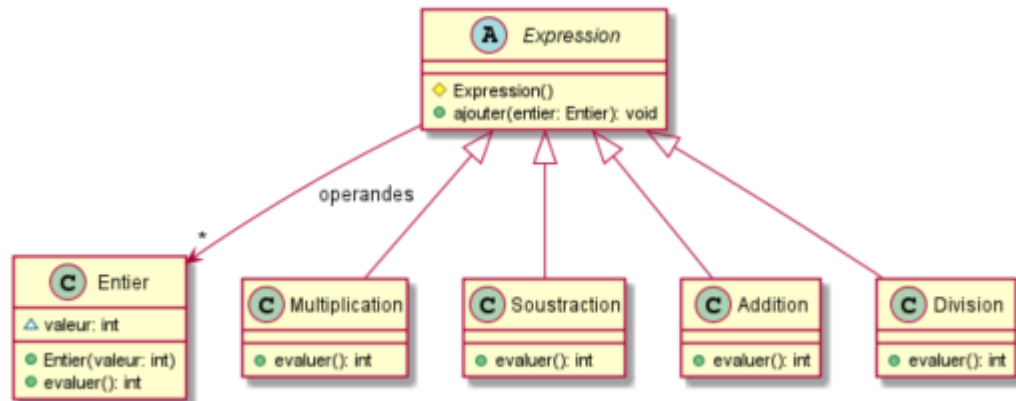 A Expression
Expression()
ajouter(entier: Entier): void
operandes
*
C Entier
valeur: int
Entier(valeur: int)
evaluer(): int
C Multiplication
evaluer(): int
C Soustraction
evaluer(): int
C Addition
evaluer(): int
C Division
evaluer(): int